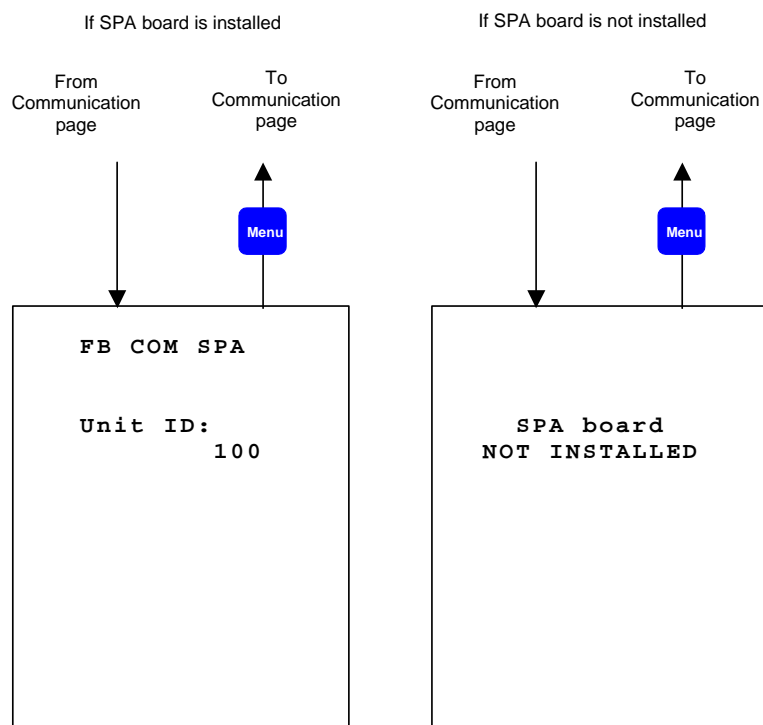 If SPA board is installed
From
Communication
page
To
Communication
page
Menu
FB COM SPA
Unit ID:
100
If SPA board is not installed
From
Communication
page
To
Communication
page
Menu
SPA board
NOT INSTALLED